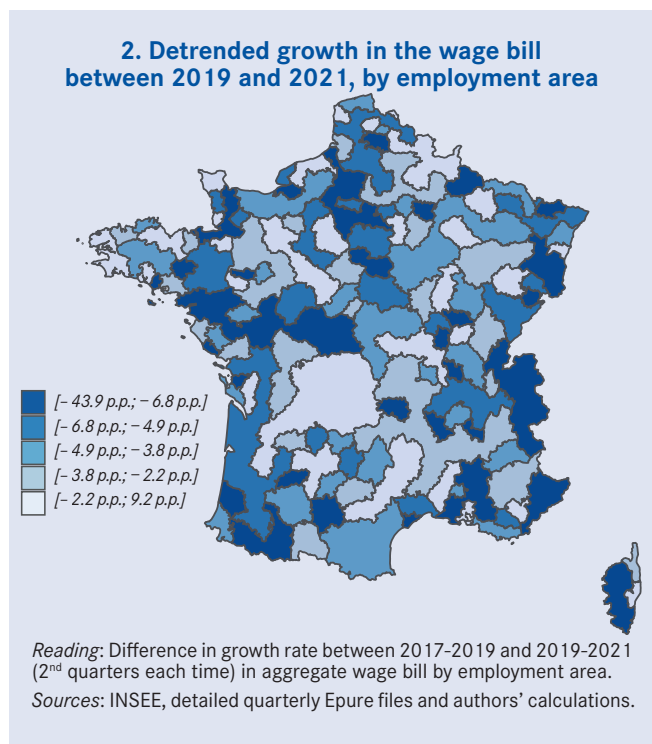 2. Detrended growth in the wage bill
between 2019 and 2021, by employment area
[– 43.9 p.p.; – 6.8 p.p.]
[– 6.8 p.p.; – 4.9 p.p.]
[– 4.9 p.p.; – 3.8 p.p.]
[– 3.8 p.p.; – 2.2 p.p.]
[– 2.2 p.p.; 9.2 p.p.]
Reading: Difference in growth rate between 2017-2019 and 2019-2021
(2nd quarters each time) in aggregate wage bill by employment area.
Sources: INSEE, detailed quarterly Epure files and authors’ calculations.